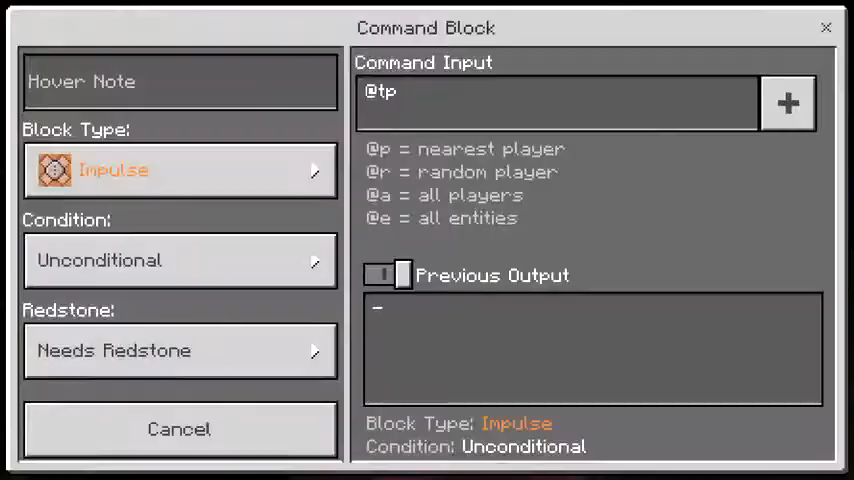 Command Block
Hover Note
Block Type:
Impulse
Condition:
Unconditional
Redstone:
Needs Redstone
Cancel
Command Input
@tp
@p = nearest player
@r = random player
@a = all players
@e = all entities
Previous Output
-
Block Type: Impulse
Condition: Unconditional